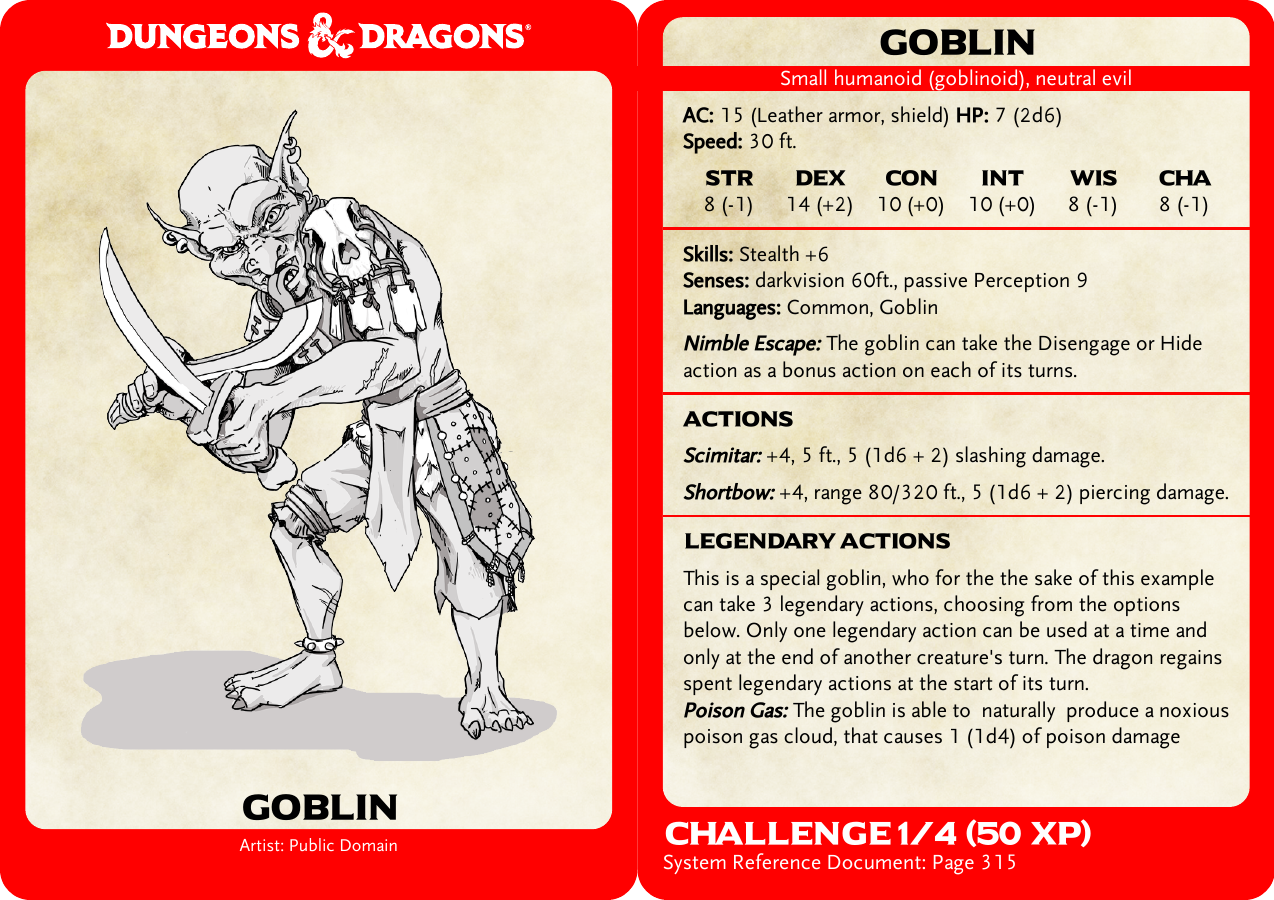 DUNGEONS & DRAGONS®
GOBLIN
Artist: Public Domain
GOBLIN
Small humanoid (goblinoid), neutral evil
AC: 15 (Leather armor, shield) HP: 7 (2d6)
Speed: 30 ft.
STR DEX CON INT WIS CHA
8 (-1) 14 (+2) 10 (+0) 10 (+0) 8 (-1) 8 (-1)
Skills: Stealth +6
Senses: darkvision 60ft., passive Perception 9
Languages: Common, Goblin
Nimble Escape: The goblin can take the Disengage or Hide
action as a bonus action on each of its turns.
ACTIONS
Scimitar: +4, 5 ft., 5 (1d6 + 2) slashing damage.
Shortbow: +4, range 80/320 ft., 5 (1d6 + 2) piercing damage.
LEGENDARY ACTIONS
This is a special goblin, who for the the sake of this example
can take 3 legendary actions, choosing from the options
below. Only one legendary action can be used at a time and
only at the end of another creature's turn. The dragon regains
spent legendary actions at the start of its turn.
Poison Gas: The goblin is able to  naturally  produce a noxious
poison gas cloud, that causes 1 (1d4) of poison damage
CHALLENGE 1/4 (50 XP)
System Reference Document: Page 315